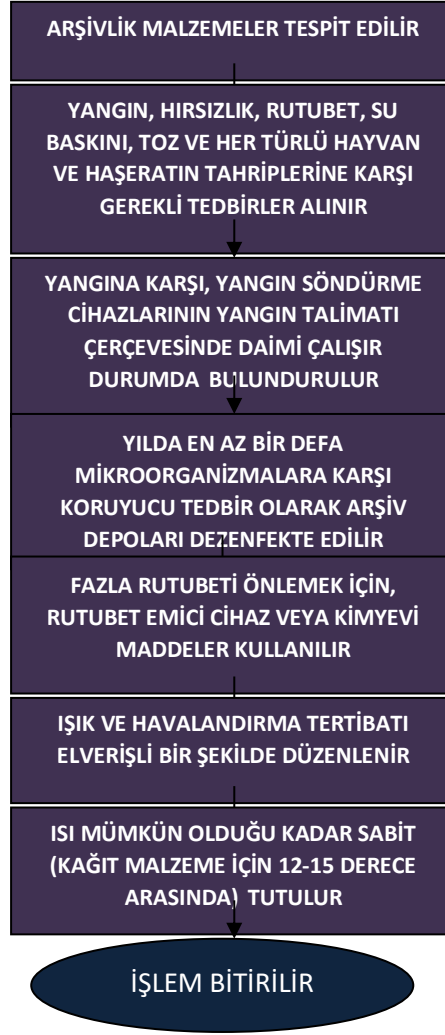 ARŞİVLİK MALZEMELER TESPİT EDİLİR
YANGIN, HIRSIZLIK, RUTUBET, SU
BASKINI, TOZ VE HER TÜRLÜ HAYVAN
VE HAŞERATIN TAHRİPLERİNE KARŞI
GEREKLİ TEDBİRLER ALINIR
YANGINA KARŞI, YANGIN SÖNDÜRME
CİHAZLARININ YANGIN TALİMATI
ÇERÇEVESİNDE DAİMİ ÇALIŞIR
DURUMDA BULUNDURULUR
YILDA EN AZ BİR DEFA
MİKROORGANİZMALARA KARŞI
KORUYUCU TEDBİR OLARAK ARŞİV
DEPOLARI DEZENFEKTE EDİLİR
FAZLA RUTUBETİ ÖNLEMEK İÇİN,
RUTUBET EMİCİ CİHAZ VEYA KİMYEVİ
MADDELER KULLANILIR
IŞIK VE HAVALANDIRMA TERTİBATI
ELVERİŞLİ BİR ŞEKİLDE DÜZENLENİR
ISI MÜMKÜN OLDUĞU KADAR SABİT
(KAĞIT MALZEME İÇİN 12-15 DERECE
ARASINDA) TUTULUR
İŞLEM BİTİRİLİR